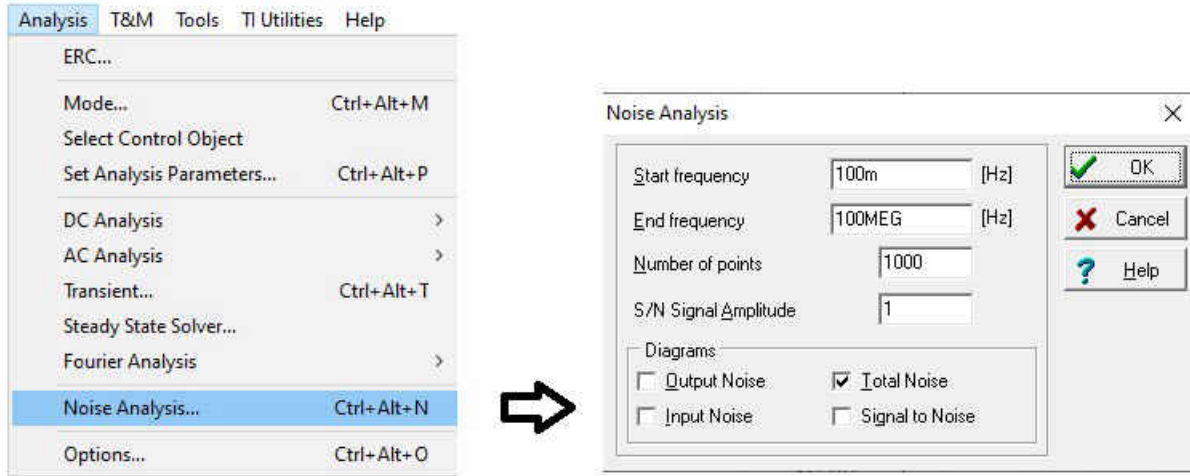 Analysis T&M Tools TI Utilities Help
ERC...
Mode... Ctrl+Alt+M
Select Control Object
Set Analysis Parameters... Ctrl+Alt+P
DC Analysis >
AC Analysis >
Transient... Ctrl+Alt+T
Steady State Solver...
Fourier Analysis >
Noise Analysis... Ctrl+Alt+N
Options... Ctrl+Alt+O
Noise Analysis
Start frequency 100m [Hz]
End frequency 100MEG [Hz]
Number of points 1000
S/N Signal Amplitude 1
Diagrams
Output Noise Total Noise
Input Noise Signal to Noise
OK
Cancel
? Help